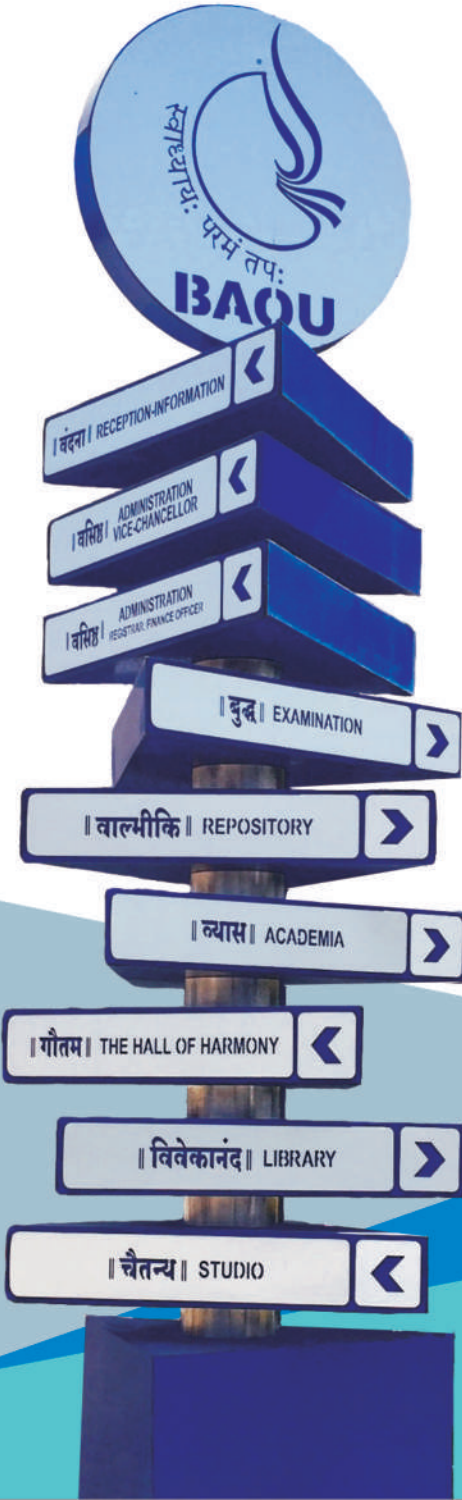 स्वाध्यायः परमं तपः
BAOU
॥ वंदना ॥ RECEPTION-INFORMATION
॥ वसिष्ठ ॥ ADMINISTRATION
VICE-CHANCELLOR
॥ वसिष्ठ ॥ ADMINISTRATION
REGISTRAR, FINANCE OFFICER
॥ बुद्ध ॥ EXAMINATION
॥ वाल्मीकि ॥ REPOSITORY
॥ व्यास ॥ ACADEMIA
॥ गौतम ॥ THE HALL OF HARMONY
॥ विवेकानंद ॥ LIBRARY
॥ चैतन्य ॥ STUDIO